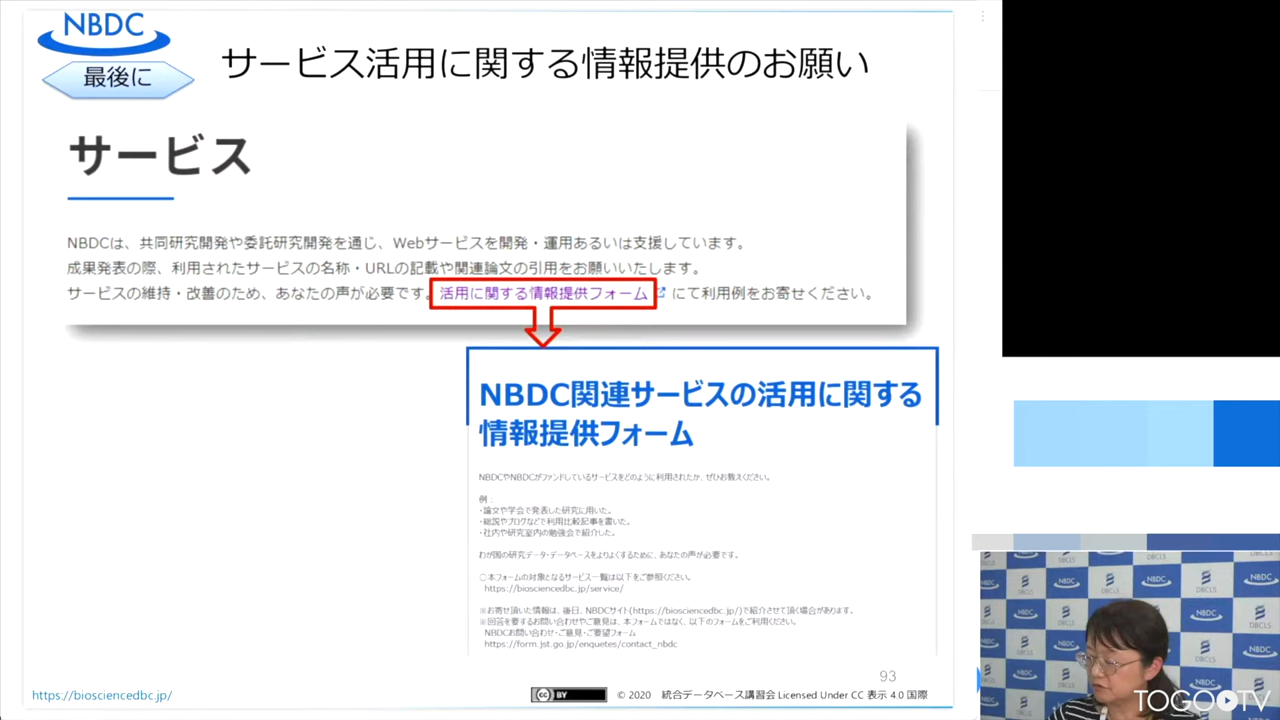 NBDC
最後に
サービス活用に関する情報提供のお願い
サービス
NBDCは、共同研究開発や委託研究開発を通じ、Webサービスを開発・運用あるいは支援しています。
成果発表の際、利用されたサービスの名称・URLの記載や関連論文の引用をお願いいたします。
サービスの維持・改善のため、あなたの声が必要です。活用に関する情報提供フォーム にて利用例をお寄せください。
NBDC関連サービスの活用に関する
情報提供フォーム
NBDCやNBDCがファンドしているサービスをどのように利用されたか、ぜひお教えください。
例：
・論文や学会で発表した研究に用いた。
・総説やブログなどで利用比較記事を書いた。
・社内や研究室内の勉強会で紹介した。
わが国の研究データ・データベースをよりよくするために、あなたの声が必要です。
○本フォームの対象となるサービス一覧は以下をご参照ください。
https://biosciencedbc.jp/service/
※お寄せ頂いた情報は、後日、NBDCサイト(https://biosciencedbc.jp/)で紹介させて頂く場合があります。
※回答を要するお問い合わせやご意見は、本フォームではなく、以下のフォームをご利用ください。
NBDCお問い合わせ・ご意見・ご要望フォーム
https://form.jst.go.jp/enquetes/contact_nbdc
93
https://biosciencedbc.jp/
cc BY
© 2020 統合データベース講習会 Licensed Under CC 表示 4.0 国際
NBDC
DBCLS
TOGOTV